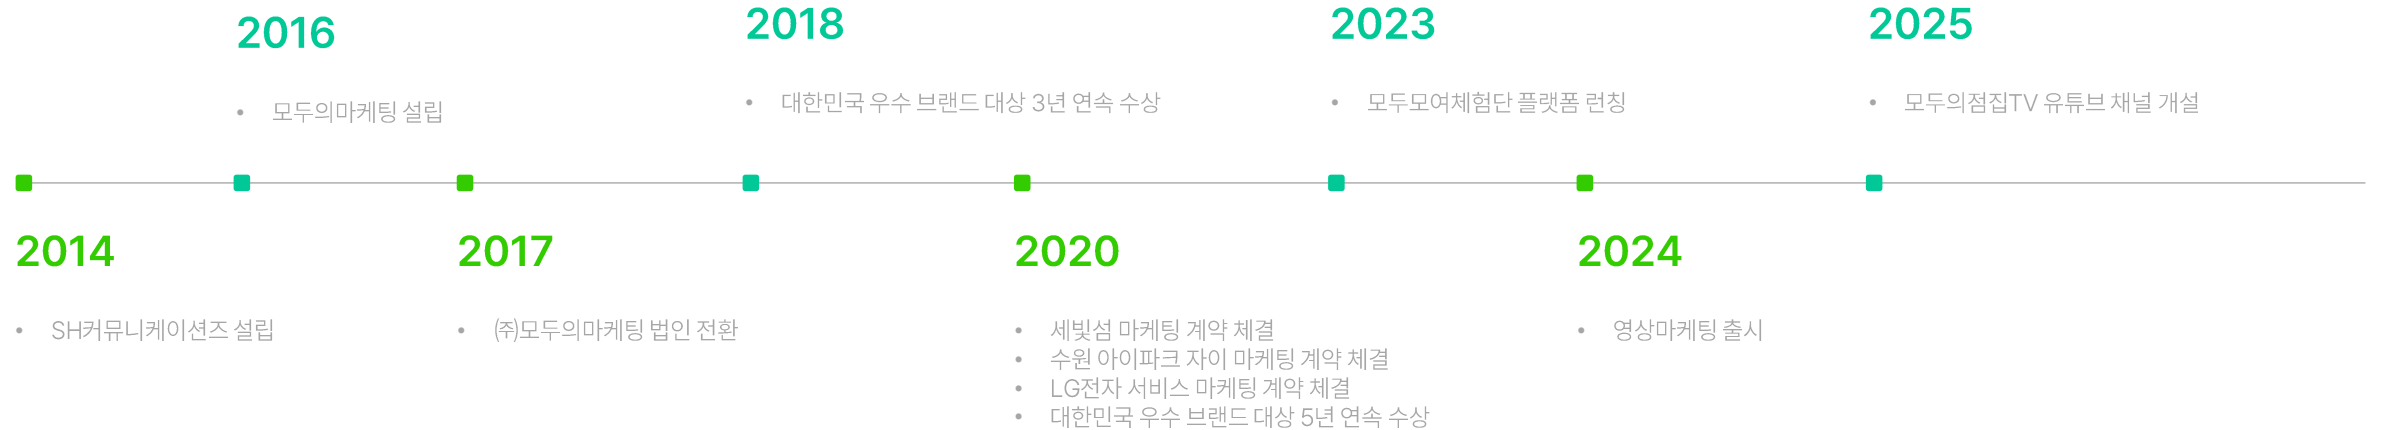 2014
• SH커뮤니케이션즈 설립
2016
• 모두의마케팅 설립
2017
• ㈜모두의마케팅 법인 전환
2018
• 대한민국 우수 브랜드 대상 3년 연속 수상
2020
• 세빛섬 마케팅 계약 체결
• 수원 아이파크 자이 마케팅 계약 체결
• LG전자 서비스 마케팅 계약 체결
• 대한민국 우수 브랜드 대상 5년 연속 수상
2023
• 모두모여체험단 플랫폼 런칭
2024
• 영상마케팅 출시
2025
• 모두의점집TV 유튜브 채널 개설